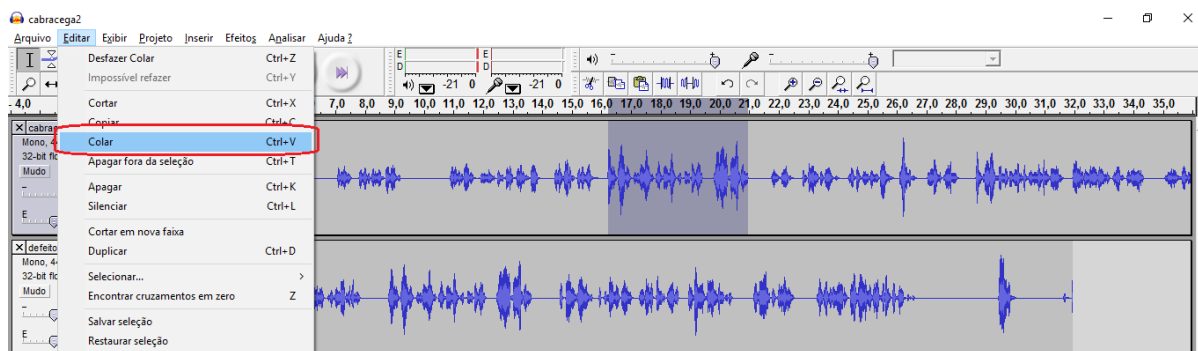 cabracega2
Arquivo Editar Exibir Projeto Inserir Efeitos Analisar Ajuda ?
Desfazer Colar Ctrl+Z
Impossível refazer Ctrl+Y
E E
D D
-21 0 -21 0
Cortar Ctrl+X
- 4,0 7,0 8,0 9,0 10,0 11,0 12,0 13,0 14,0 15,0 16,0 17,0 18,0 19,0 20,0 21,0 22,0 23,0 24,0 25,0 26,0 27,0 28,0 29,0 30,0 31,0 32,0 33,0 34,0 35,0
Copiar Ctrl+C
Colar Ctrl+V
Apagar fora da seleção Ctrl+T
Apagar Ctrl+K
Silenciar Ctrl+L
Cortar em nova faixa
Duplicar Ctrl+D
Selecionar... >
Encontrar cruzamentos em zero Z
Salvar seleção
Restaurar seleção
X cabra
Mono, 4
32-bit flo
Mudo
- 
E
X defeito
Mono, 4
32-bit flo
Mudo
-
E